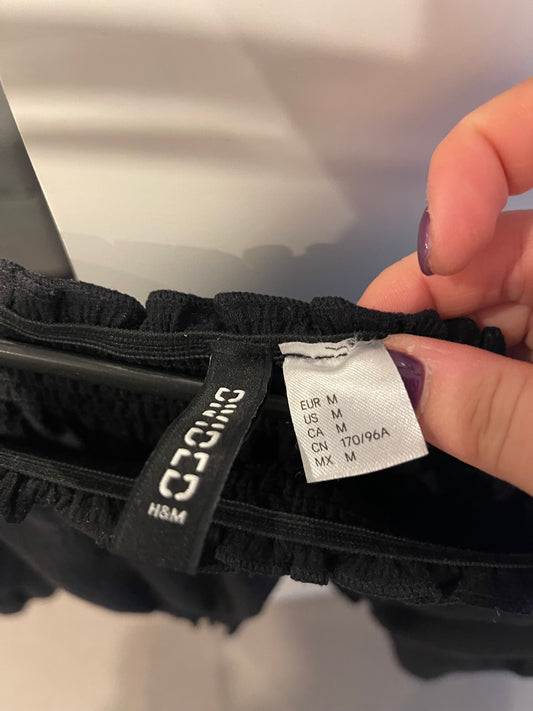 DIVIDED
H&M
EUR M
US M
CA M
CN 170/96A
MX M